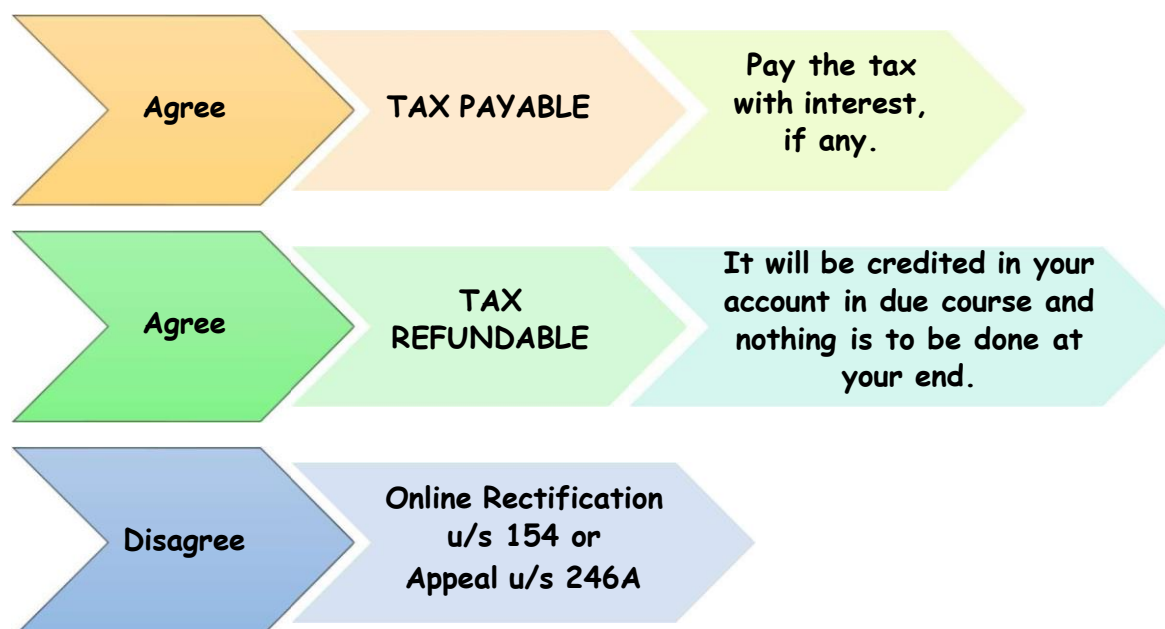 Agree
TAX PAYABLE
Pay the tax
with interest,
if any.
Agree
TAX
REFUNDABLE
It will be credited in your
account in due course and
nothing is to be done at
your end.
Disagree
Online Rectification
u/s 154 or
Appeal u/s 246A